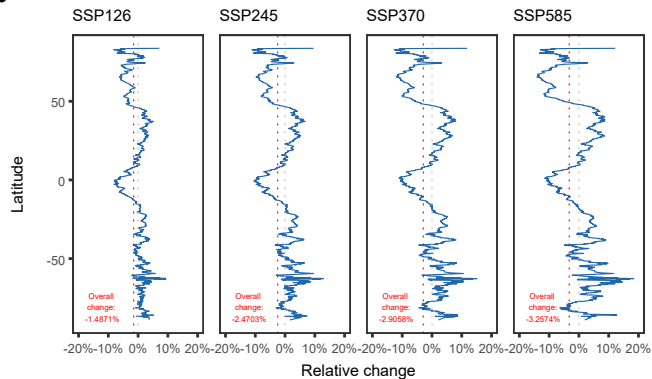 SSP126 SSP245 SSP370 SSP585
50
0
-50
Latitude
Overall change: -1.4871%
Overall change: -2.4703%
Overall change: -2.9058%
Overall change: -3.2574%
-20% -10% 0% 10% 20% -20% -10% 0% 10% 20% -20% -10% 0% 10% 20% -20% -10% 0% 10% 20%
Relative change